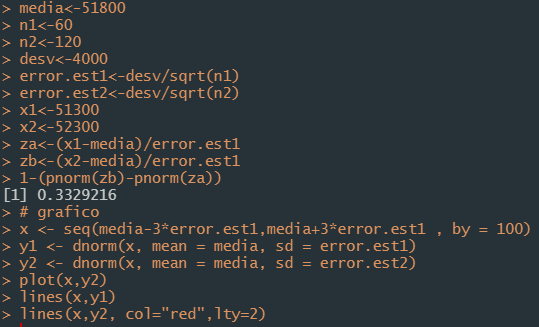 > media<-51800
> n1<-60
> n2<-120
> desv<-4000
> error.est1<-desv/sqrt(n1)
> error.est2<-desv/sqrt(n2)
> x1<-51300
> x2<-52300
> za<-(x1-media)/error.est1
> zb<-(x2-media)/error.est1
> 1-(pnorm(zb)-pnorm(za))
[1] 0.3329216
> # grafico
> x <- seq(media-3*error.est1,media+3*error.est1 , by = 100)
> y1 <- dnorm(x, mean = media, sd = error.est1)
> y2 <- dnorm(x, mean = media, sd = error.est2)
> plot(x,y2)
> lines(x,y1)
> lines(x,y2, col="red",lty=2)